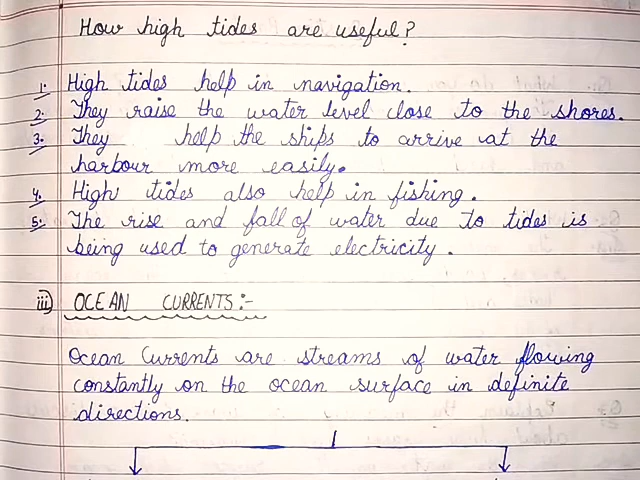 How high tides are useful?
1. High tides help in navigation.
2. They raise the water level close to the shores.
3. They help the ships to arrive at the
harbour more easily.
4. High tides also help in fishing.
5. The rise and fall of water due to tides is
being used to generate electricity.
iii) OCEAN CURRENTS:-
Ocean Currents are streams of water flowing
constantly on the ocean surface in definite
directions.